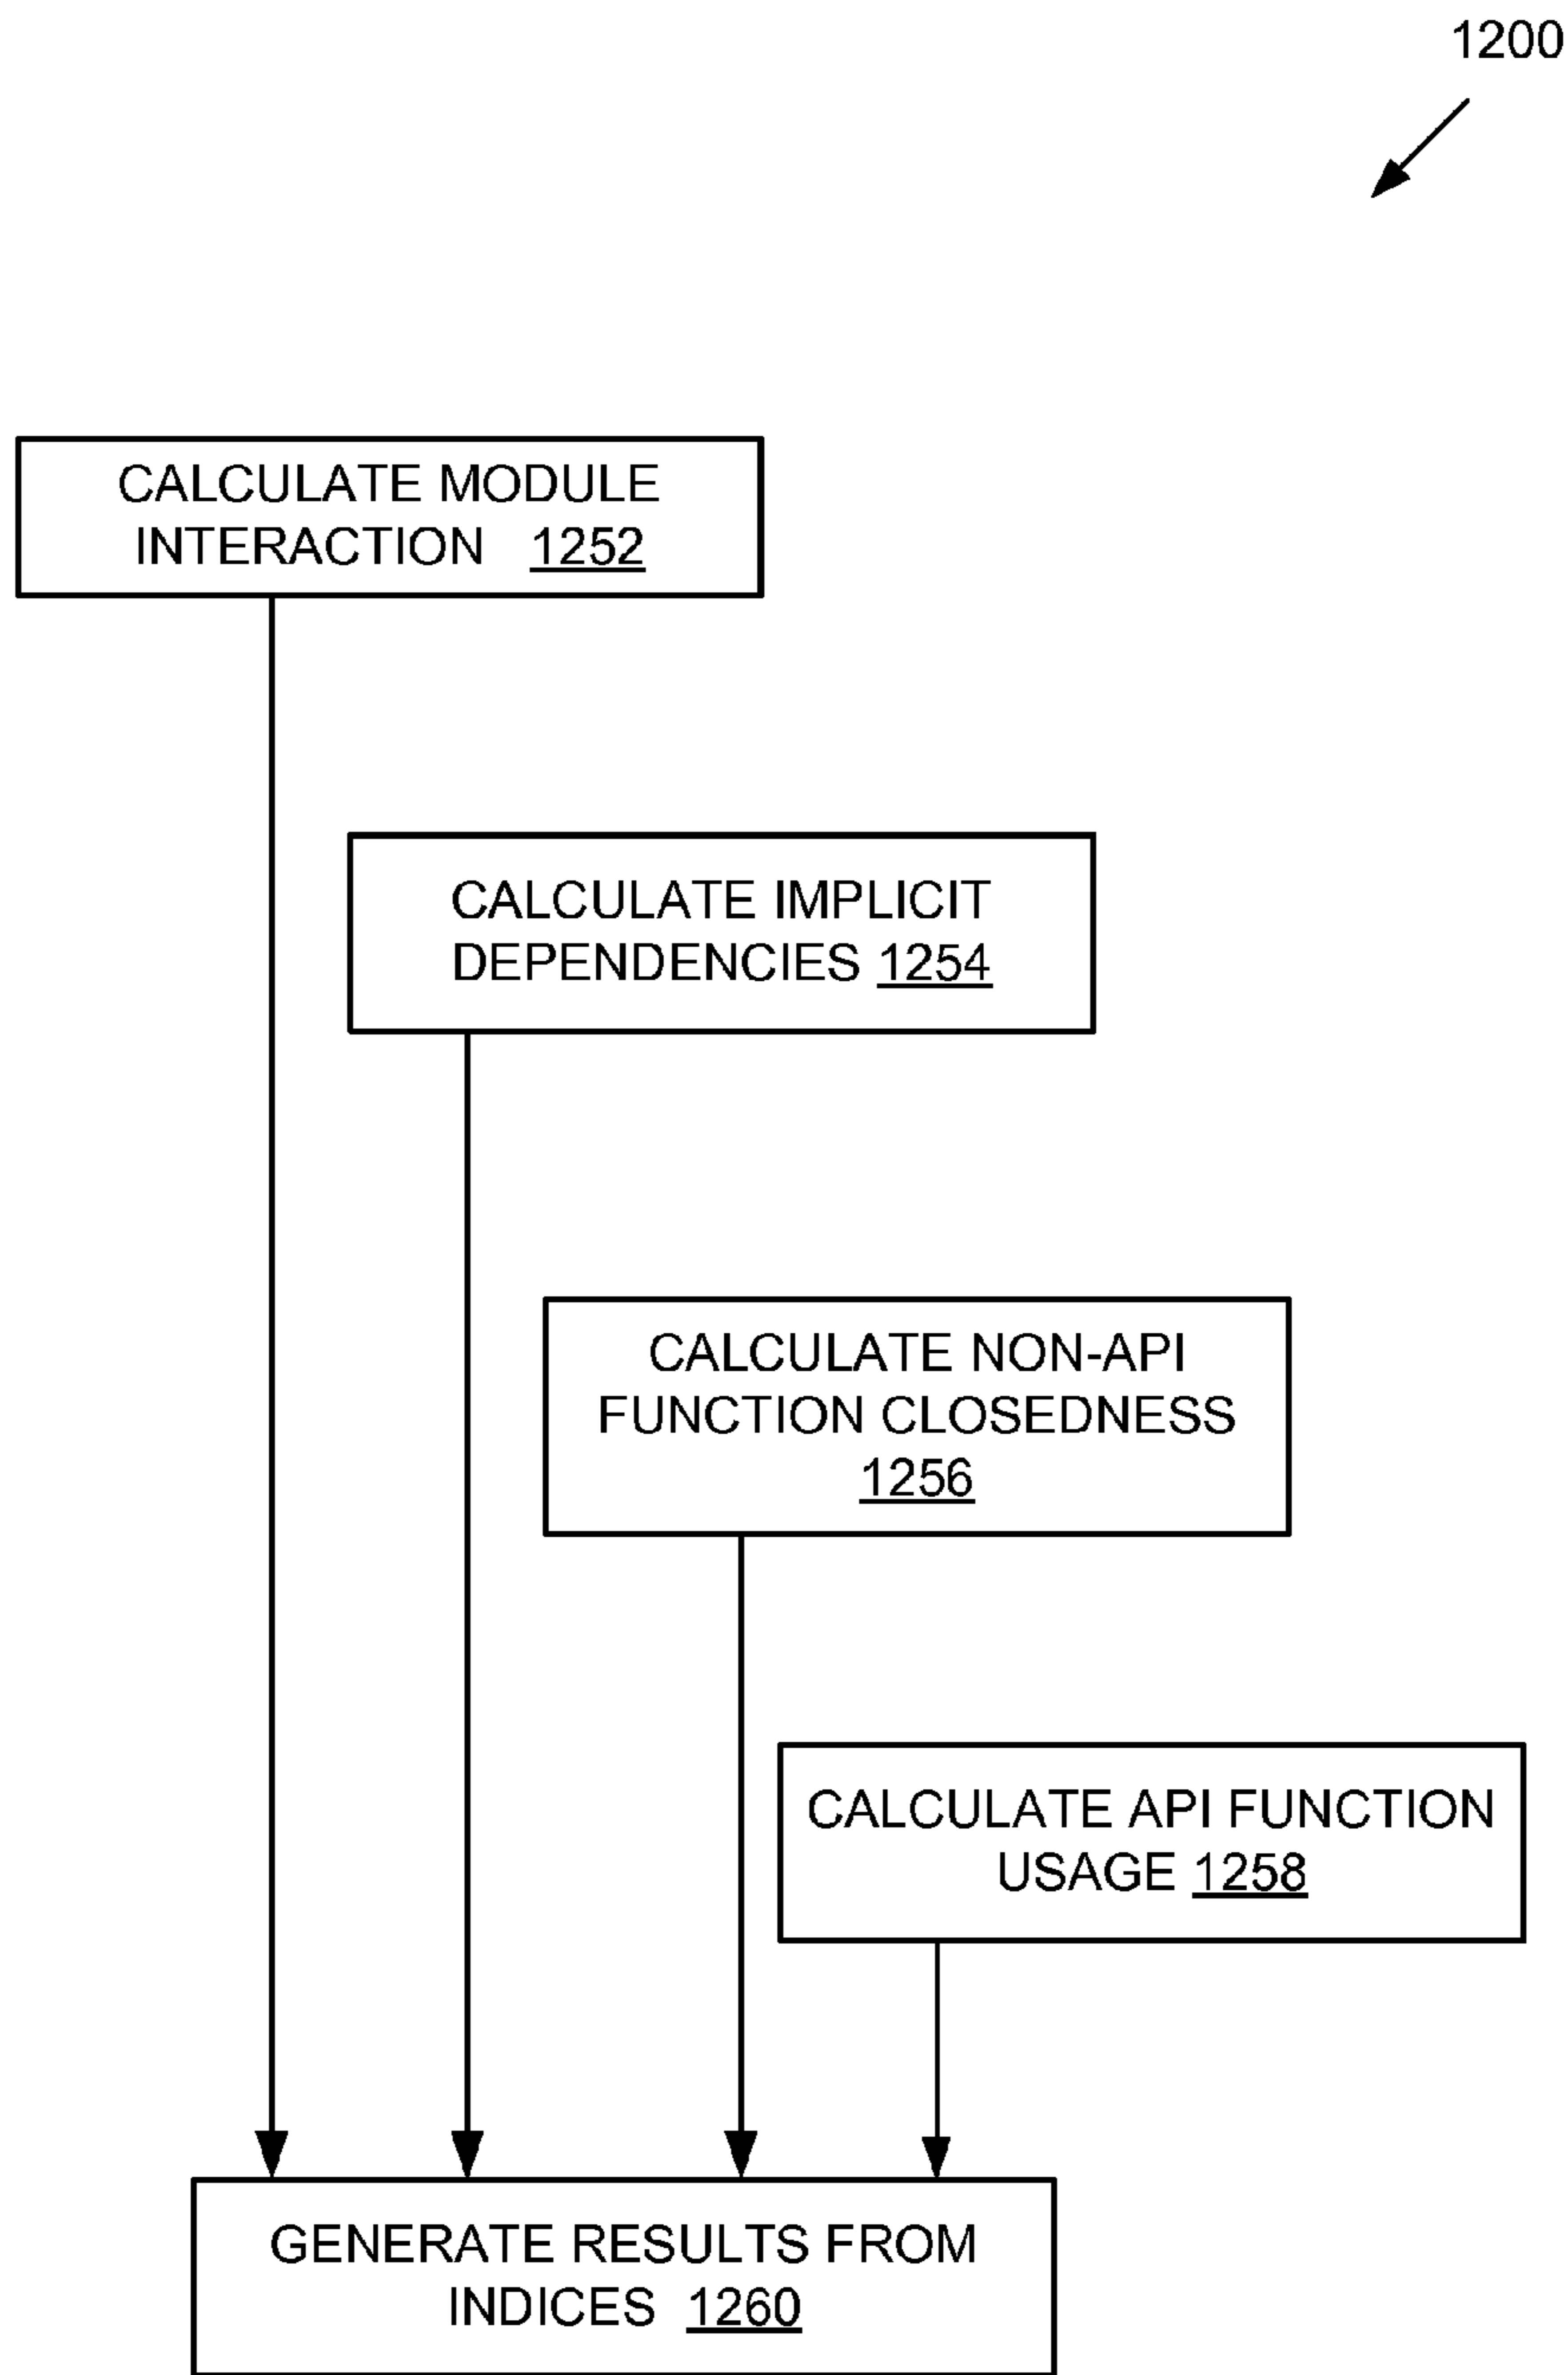 1200
CALCULATE MODULE
INTERACTION 1252
CALCULATE IMPLICIT
DEPENDENCIES 1254
CALCULATE NON-API
FUNCTION CLOSEDNESS
1256
CALCULATE API FUNCTION
USAGE 1258
GENERATE RESULTS FROM
INDICES 1260